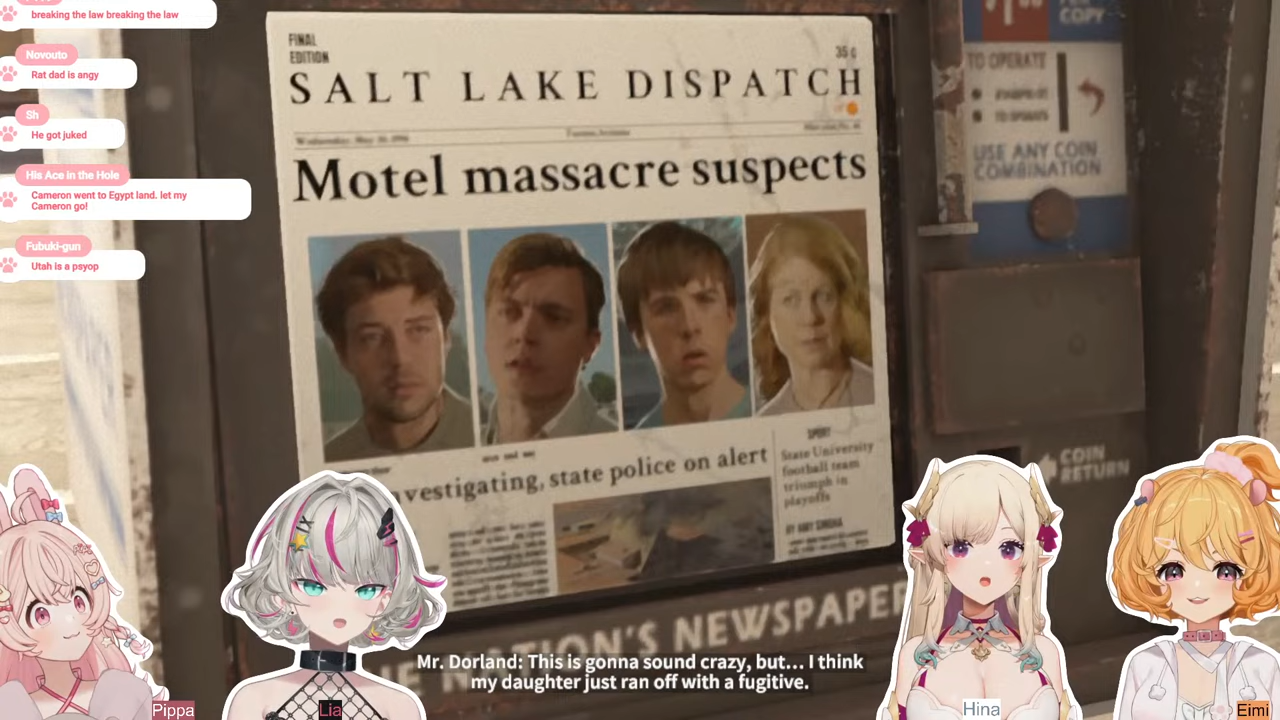 breaking the law breaking the law
Novouto
Rat dad is angy
Sh
He got juked
His Ace in the Hole
Cameron went to Egypt land. let my
Cameron go!
Fubuki-gun
Utah is a psyop
FINAL
EDITION
35 ¢
SALT LAKE DISPATCH
Motel massacre suspects
vestigating, state police on alert
SPORT
State University
football team
triumph in
playoffs
COPY
TO OPERATE
USE ANY COIN
COMBINATION
COIN
RETURN
NEWSPAPER
Mr. Dorland: This is gonna sound crazy, but... I think
my daughter just ran off with a fugitive.
Pippa
Lia
Hina
Eimi